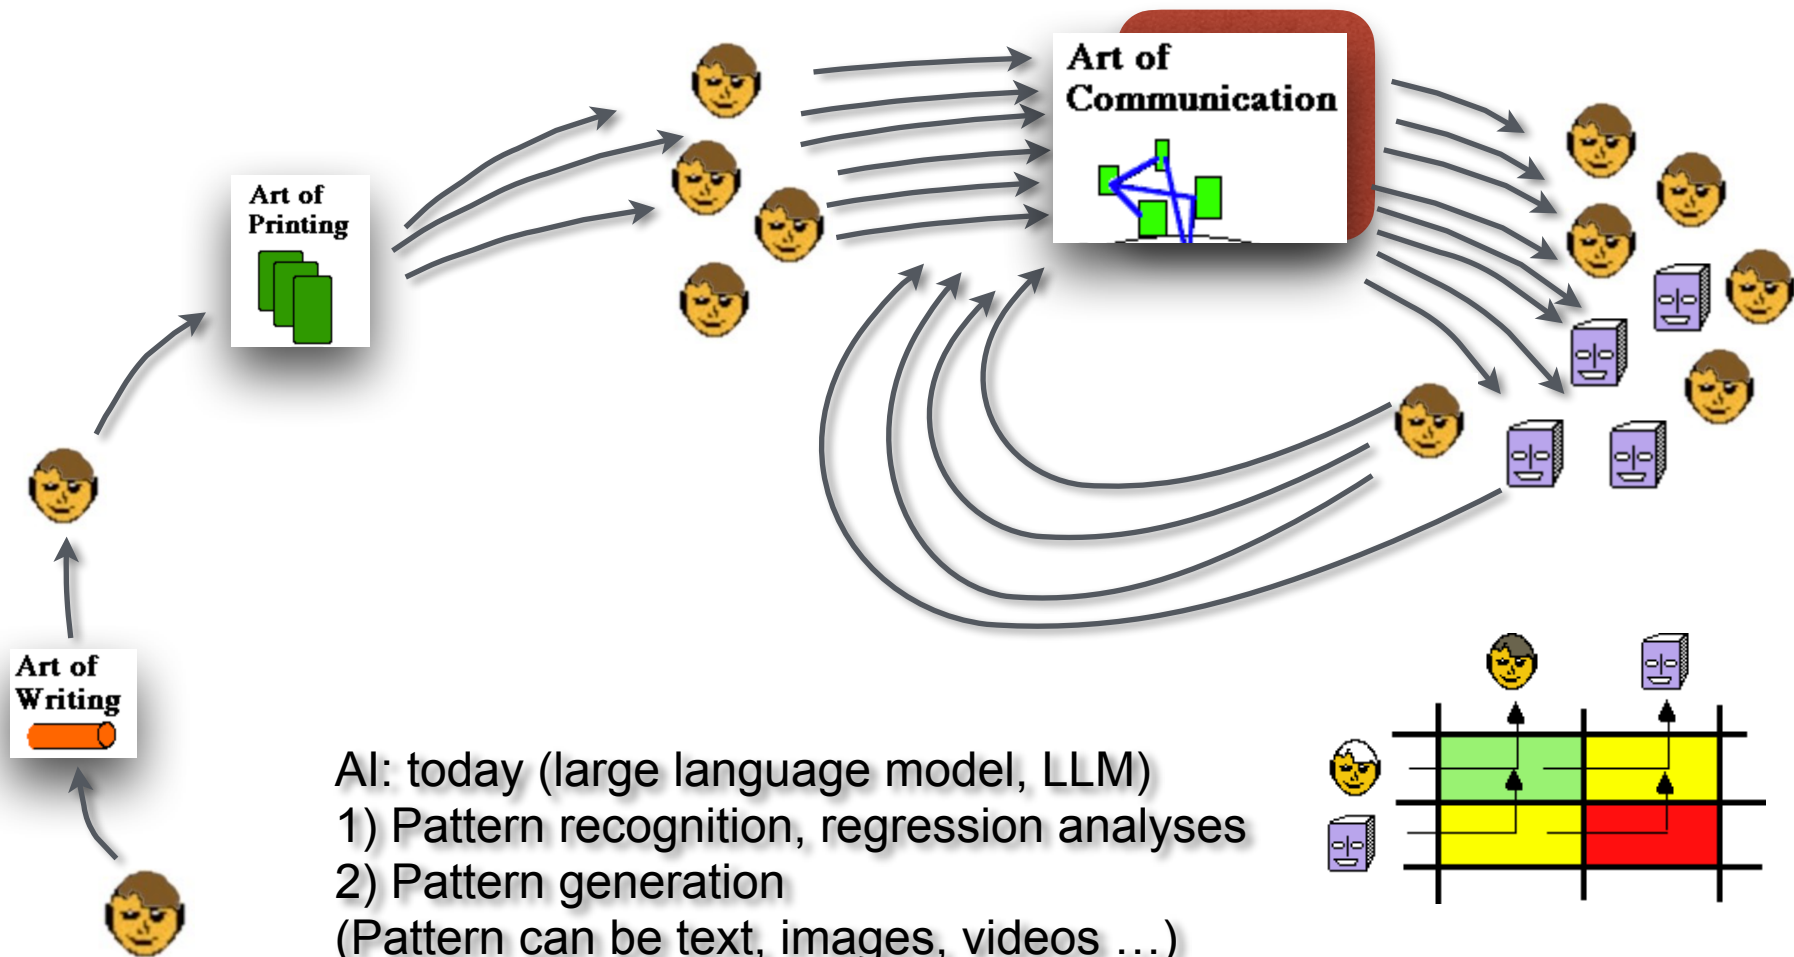 Art of
Communication
Art of
Printing
Art of
Writing
AI: today (large language model, LLM)
1) Pattern recognition, regression analyses
2) Pattern generation
(Pattern can be text, images, videos …)